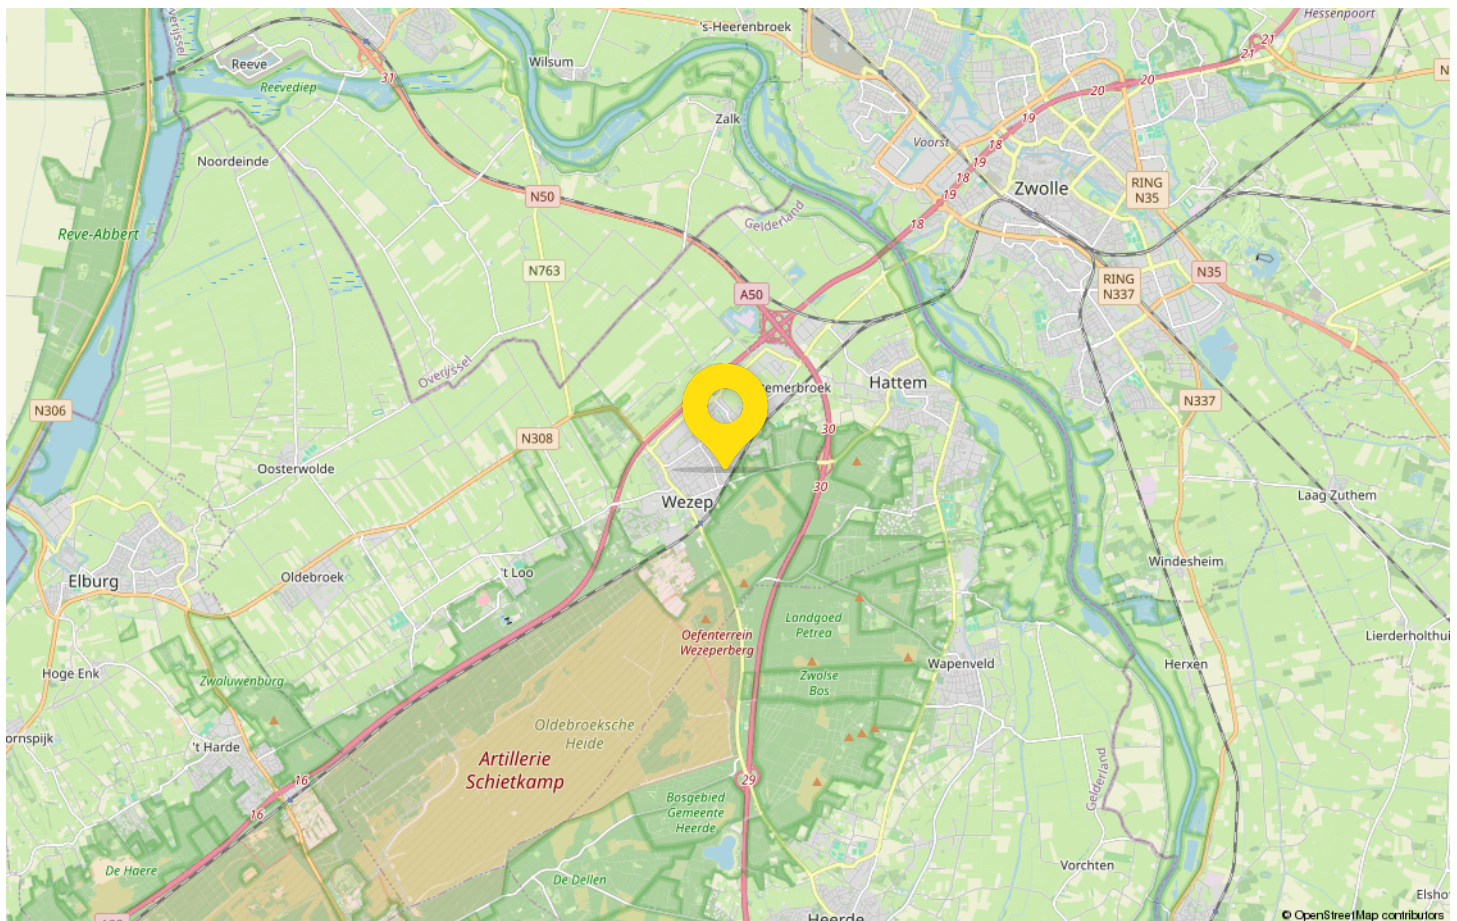 Hessenpoort
's-Heerenbroek
21
21
verijssel
Wilsum
Reeve
31
20
N
Reevediep
20
Zalk
19
Voorst
18
Noordeinde
19
18
Zwolle
RING
N35
N50
19
Gelderland
18
Reve-Abbert
N763
N35
RING
N337
A50
Overijssel
Hattem
emerbroek
N337
N306
30
N308
Oosterwolde
30
Laag Zuthem
Wezep
Windesheim
't Loo
Elburg
Oldebroek
Landgoed
Petrea
Oefenterrein
Wezeperberg
Lierderholthui
Wapenveld
Herxen
Hoge Enk
Zwolse
Bos
Zwaluwenburg
Oldebroeksche
Heide
ornspijk
't Harde
Artillerie
Schietkamp
Gelderland
29
16
16
Bosgebied
Gemeente
Heerde
De Haere
Vorchten
De Dellen
Elsho
Heerde
© OpenStreetMap contributors